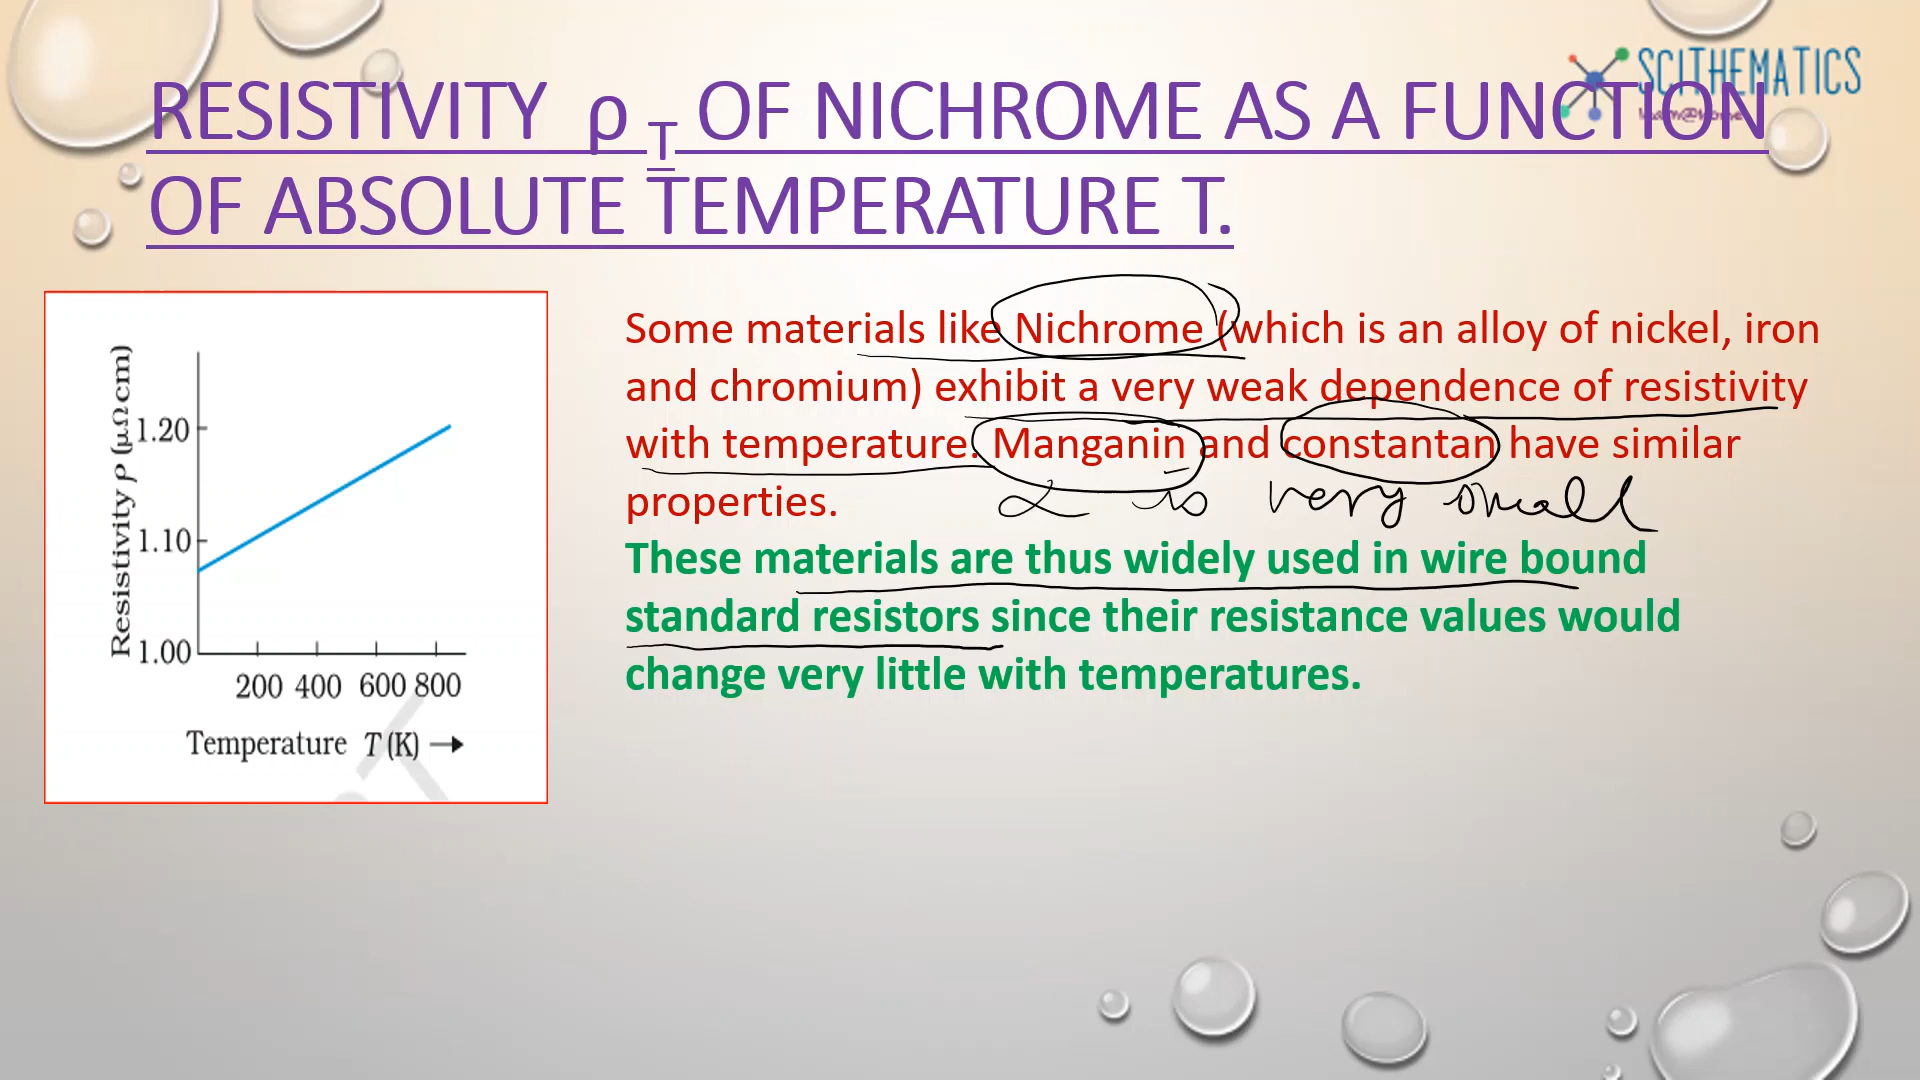 SCITHEMATICS
RESISTIVITY ρ T OF NICHROME AS A FUNCTION
OF ABSOLUTE TEMPERATURE T.
Some materials like Nichrome (which is an alloy of nickel, iron
and chromium) exhibit a very weak dependence of resistivity
with temperature. Manganin and constantan have similar
properties.
α is very small
These materials are thus widely used in wire bound
standard resistors since their resistance values would
change very little with temperatures.
Resistivity ρ (μΩcm)
1.20
1.10
1.00
200 400 600 800
Temperature T (K) →